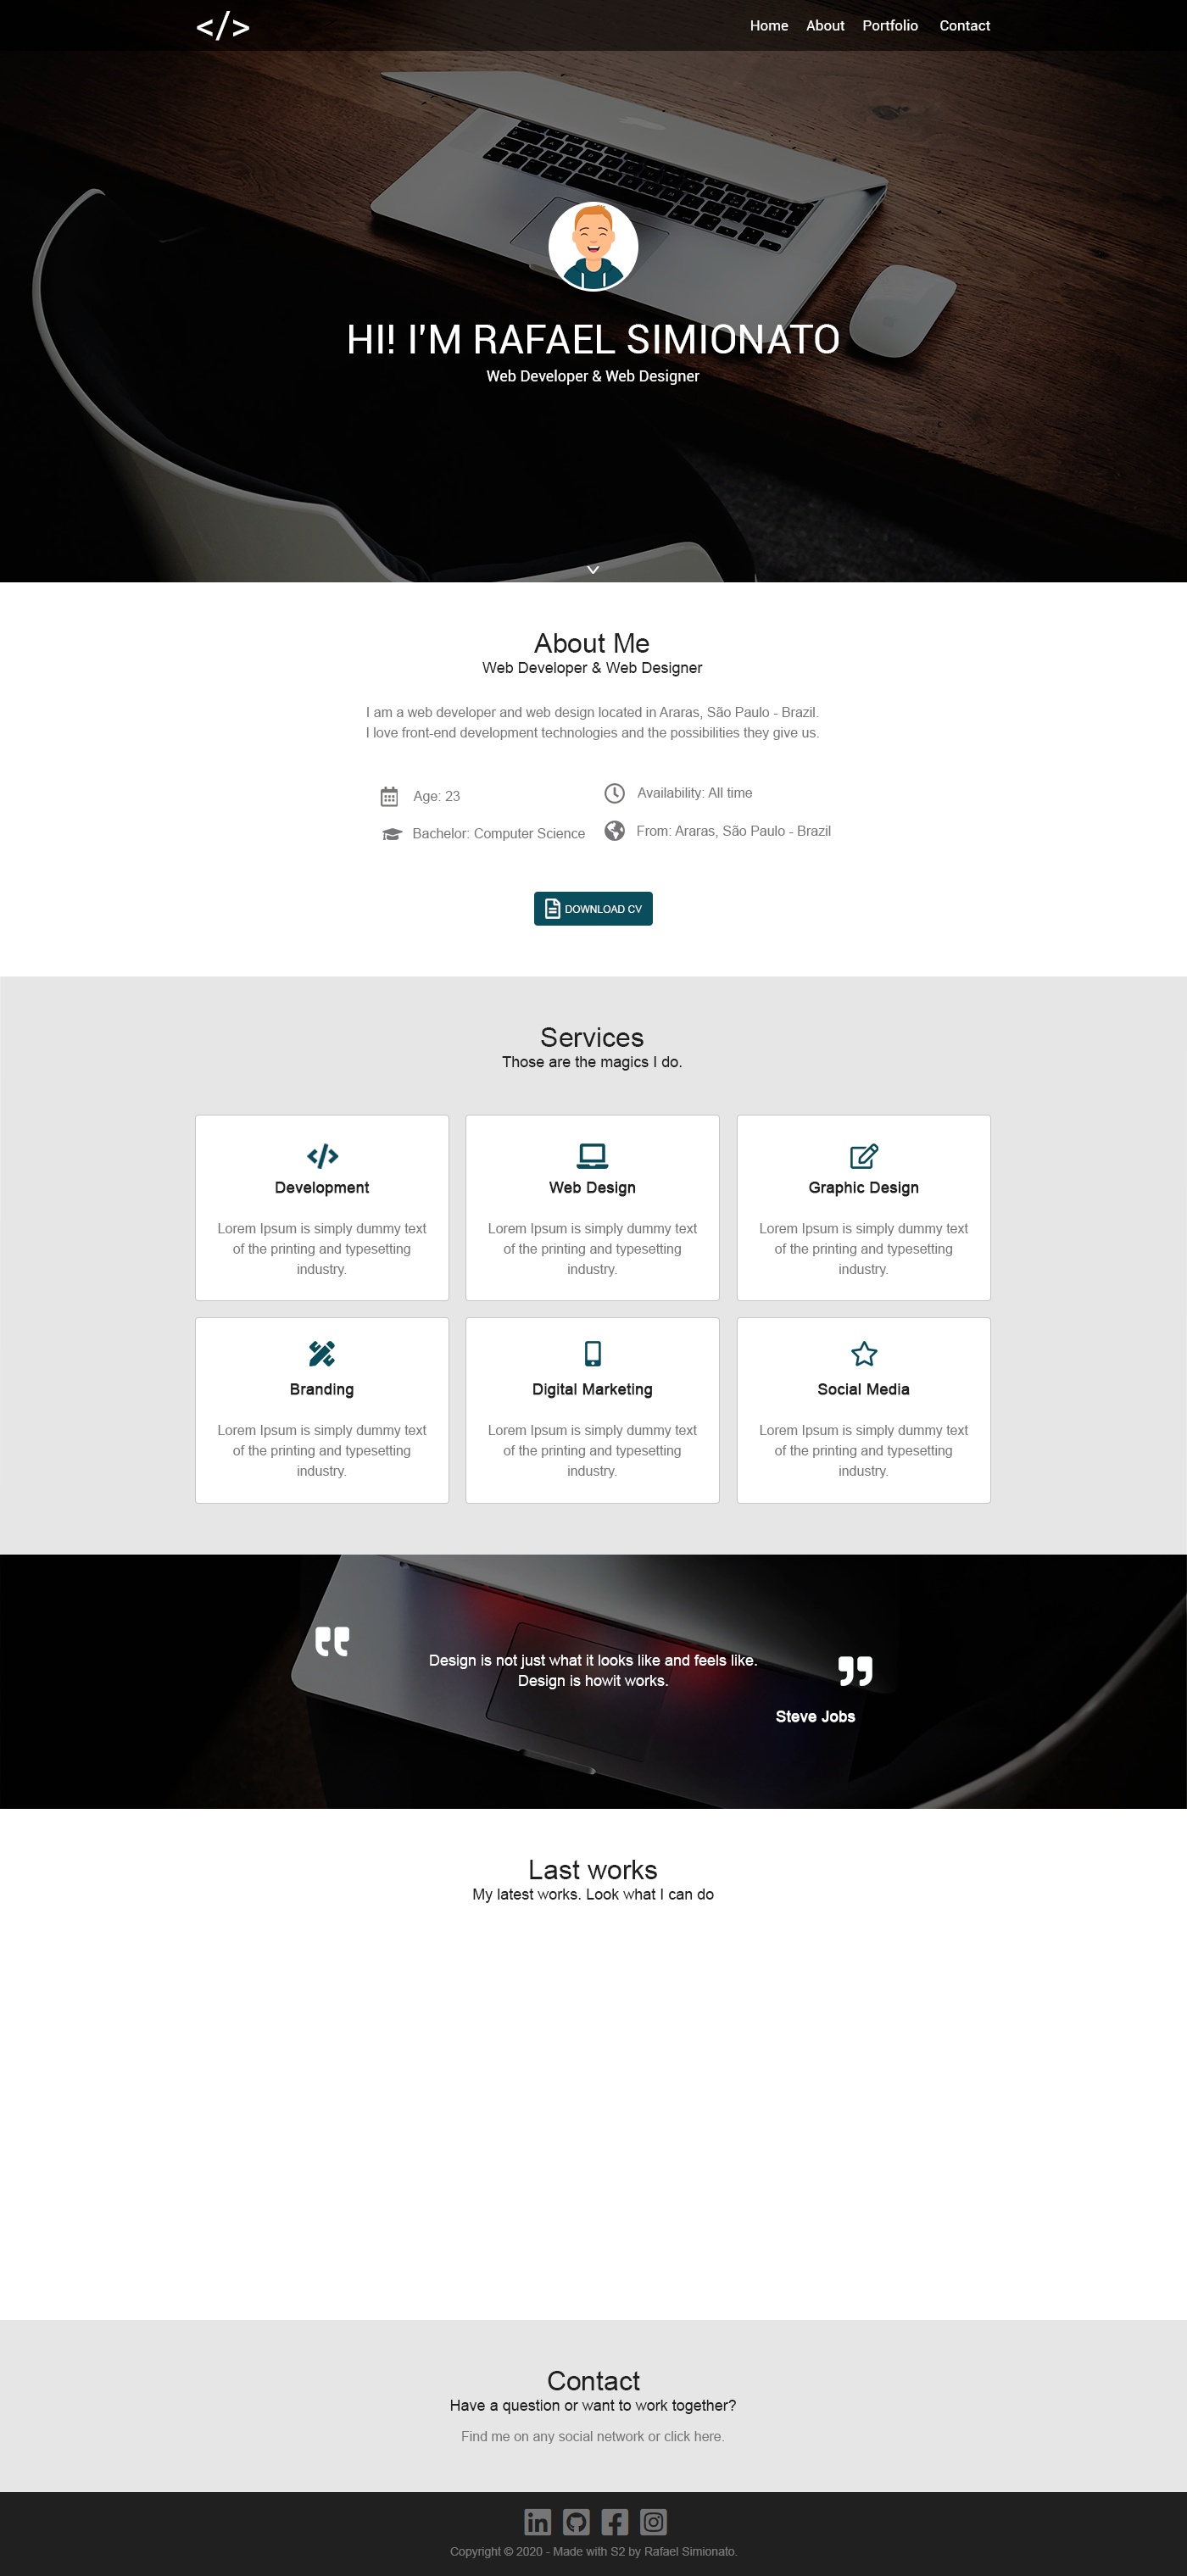 </>
Home About Portfolio Contact
HI! I'M RAFAEL SIMIONATO
Web Developer & Web Designer
About Me
Web Developer & Web Designer
I am a web developer and web design located in Araras, São Paulo - Brazil.
I love front-end development technologies and the possibilities they give us.
Age: 23
Availability: All time
Bachelor: Computer Science
From: Araras, São Paulo - Brazil
DOWNLOAD CV
Services
Those are the magics I do.
Development
Lorem Ipsum is simply dummy text
of the printing and typesetting
industry.
Web Design
Lorem Ipsum is simply dummy text
of the printing and typesetting
industry.
Graphic Design
Lorem Ipsum is simply dummy text
of the printing and typesetting
industry.
Branding
Lorem Ipsum is simply dummy text
of the printing and typesetting
industry.
Digital Marketing
Lorem Ipsum is simply dummy text
of the printing and typesetting
industry.
Social Media
Lorem Ipsum is simply dummy text
of the printing and typesetting
industry.
Design is not just what it looks like and feels like.
Design is howit works.
Steve Jobs
Last works
My latest works. Look what I can do
Contact
Have a question or want to work together?
Find me on any social network or click here.
Copyright © 2020 - Made with S2 by Rafael Simionato.